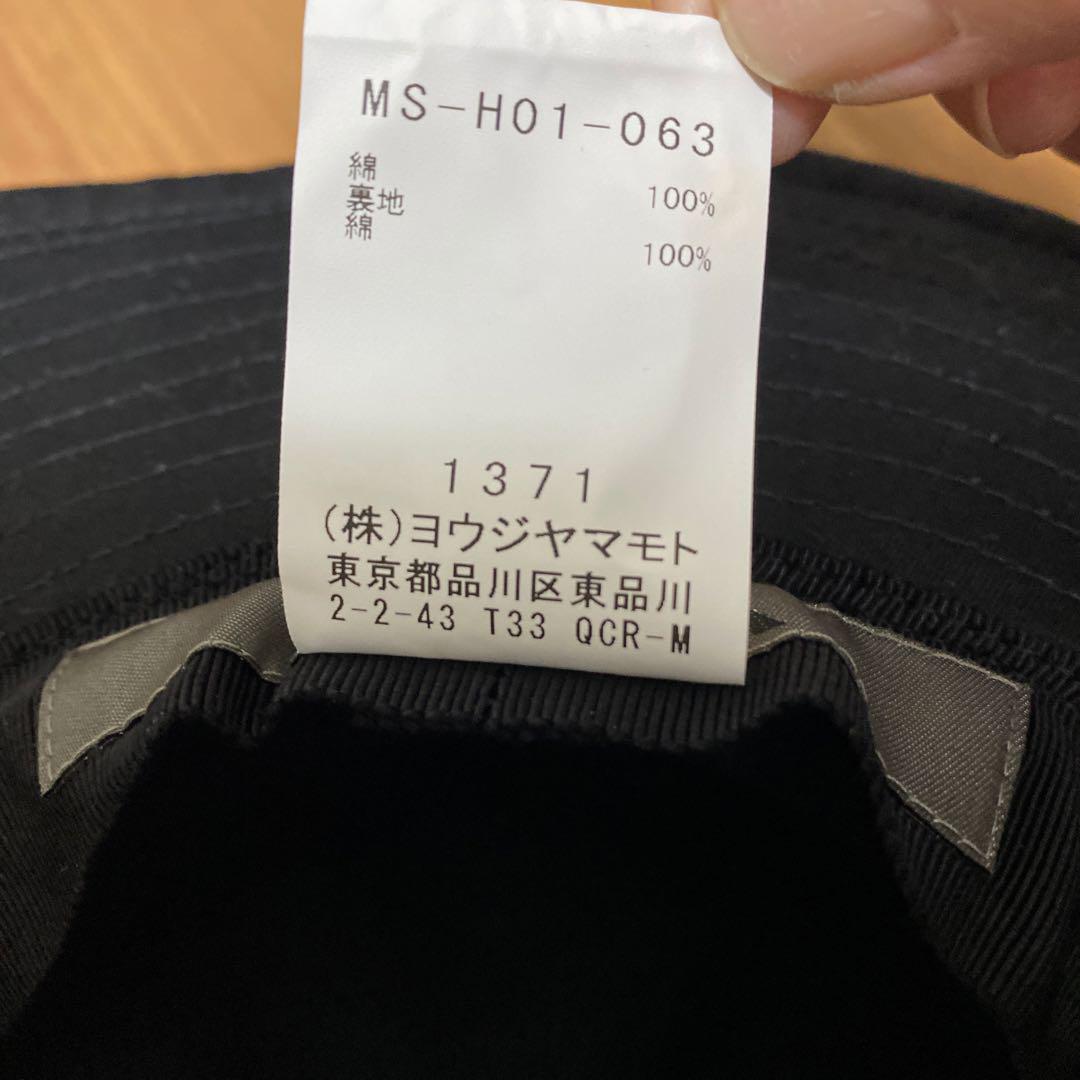 MS-H01-063
綿 100%
裏地
綿 100%
1371
(株)ヨウジヤマモト
東京都品川区東品川
2-2-43 T33 QCR-M